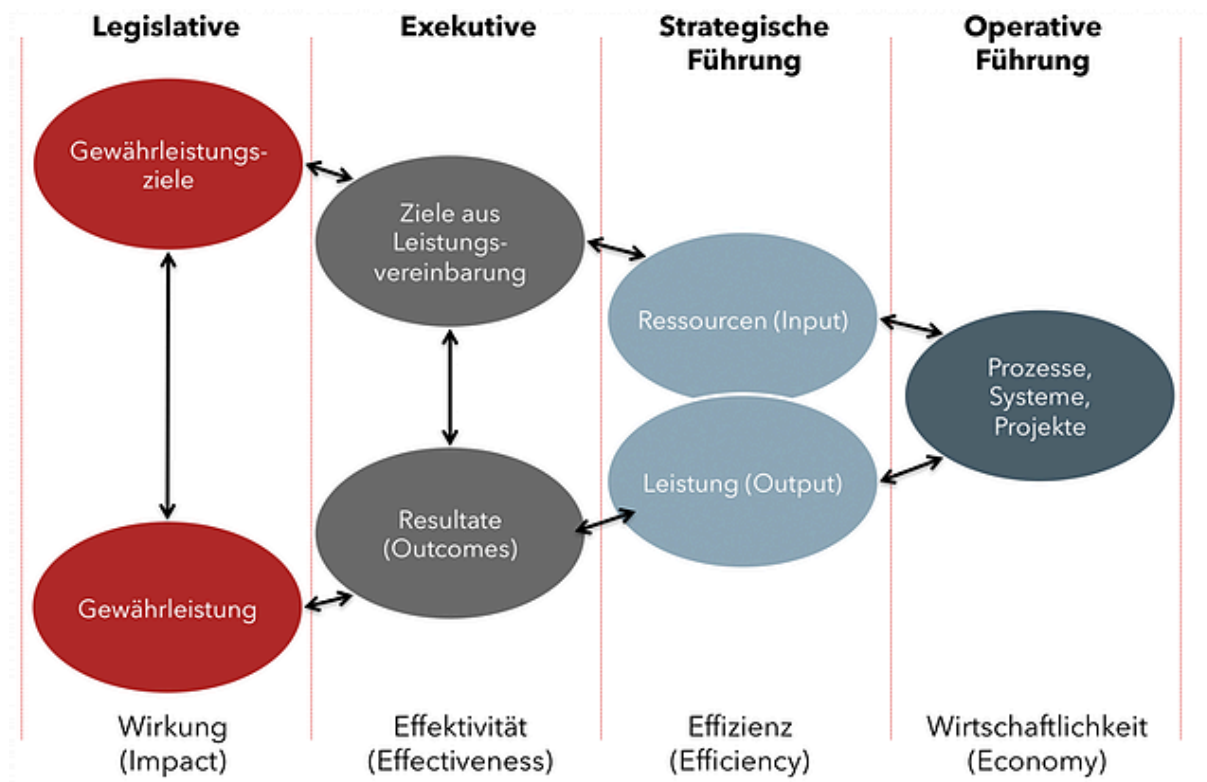 Legislative
Exekutive
Strategische
Führung
Operative
Führung
Gewährleistungs-
ziele
Ziele aus
Leistungs-
vereinbarung
Ressourcen (Input)
Prozesse,
Systeme,
Projekte
Leistung (Output)
Resultate
(Outcomes)
Gewährleistung
Wirkung
(Impact)
Effektivität
(Effectiveness)
Effizienz
(Efficiency)
Wirtschaftlichkeit
(Economy)